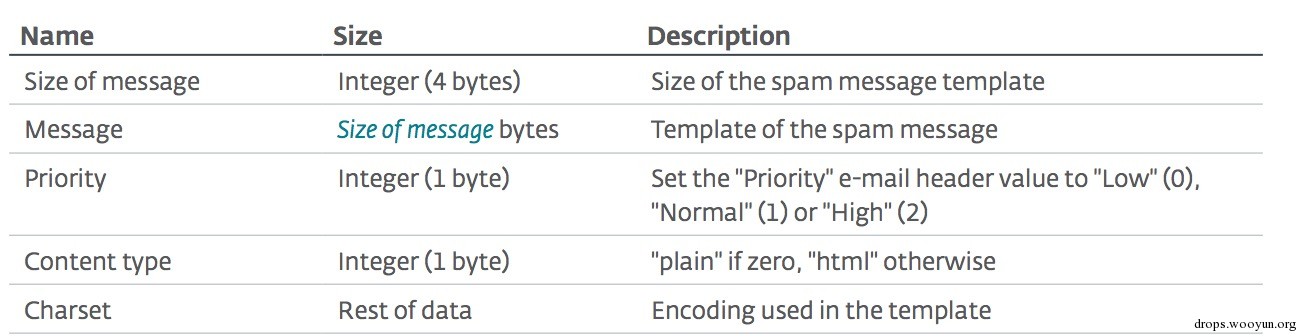 Name Size Description
Size of message Integer (4 bytes) Size of the spam message template
Message Size of message bytes Template of the spam message
Priority Integer (1 byte) Set the "Priority" e-mail header value to "Low" (0),
"Normal" (1) or "High" (2)
Content type Integer (1 byte) "plain" if zero, "html" otherwise
Charset Rest of data Encoding used in the template
drops.wooyun.org